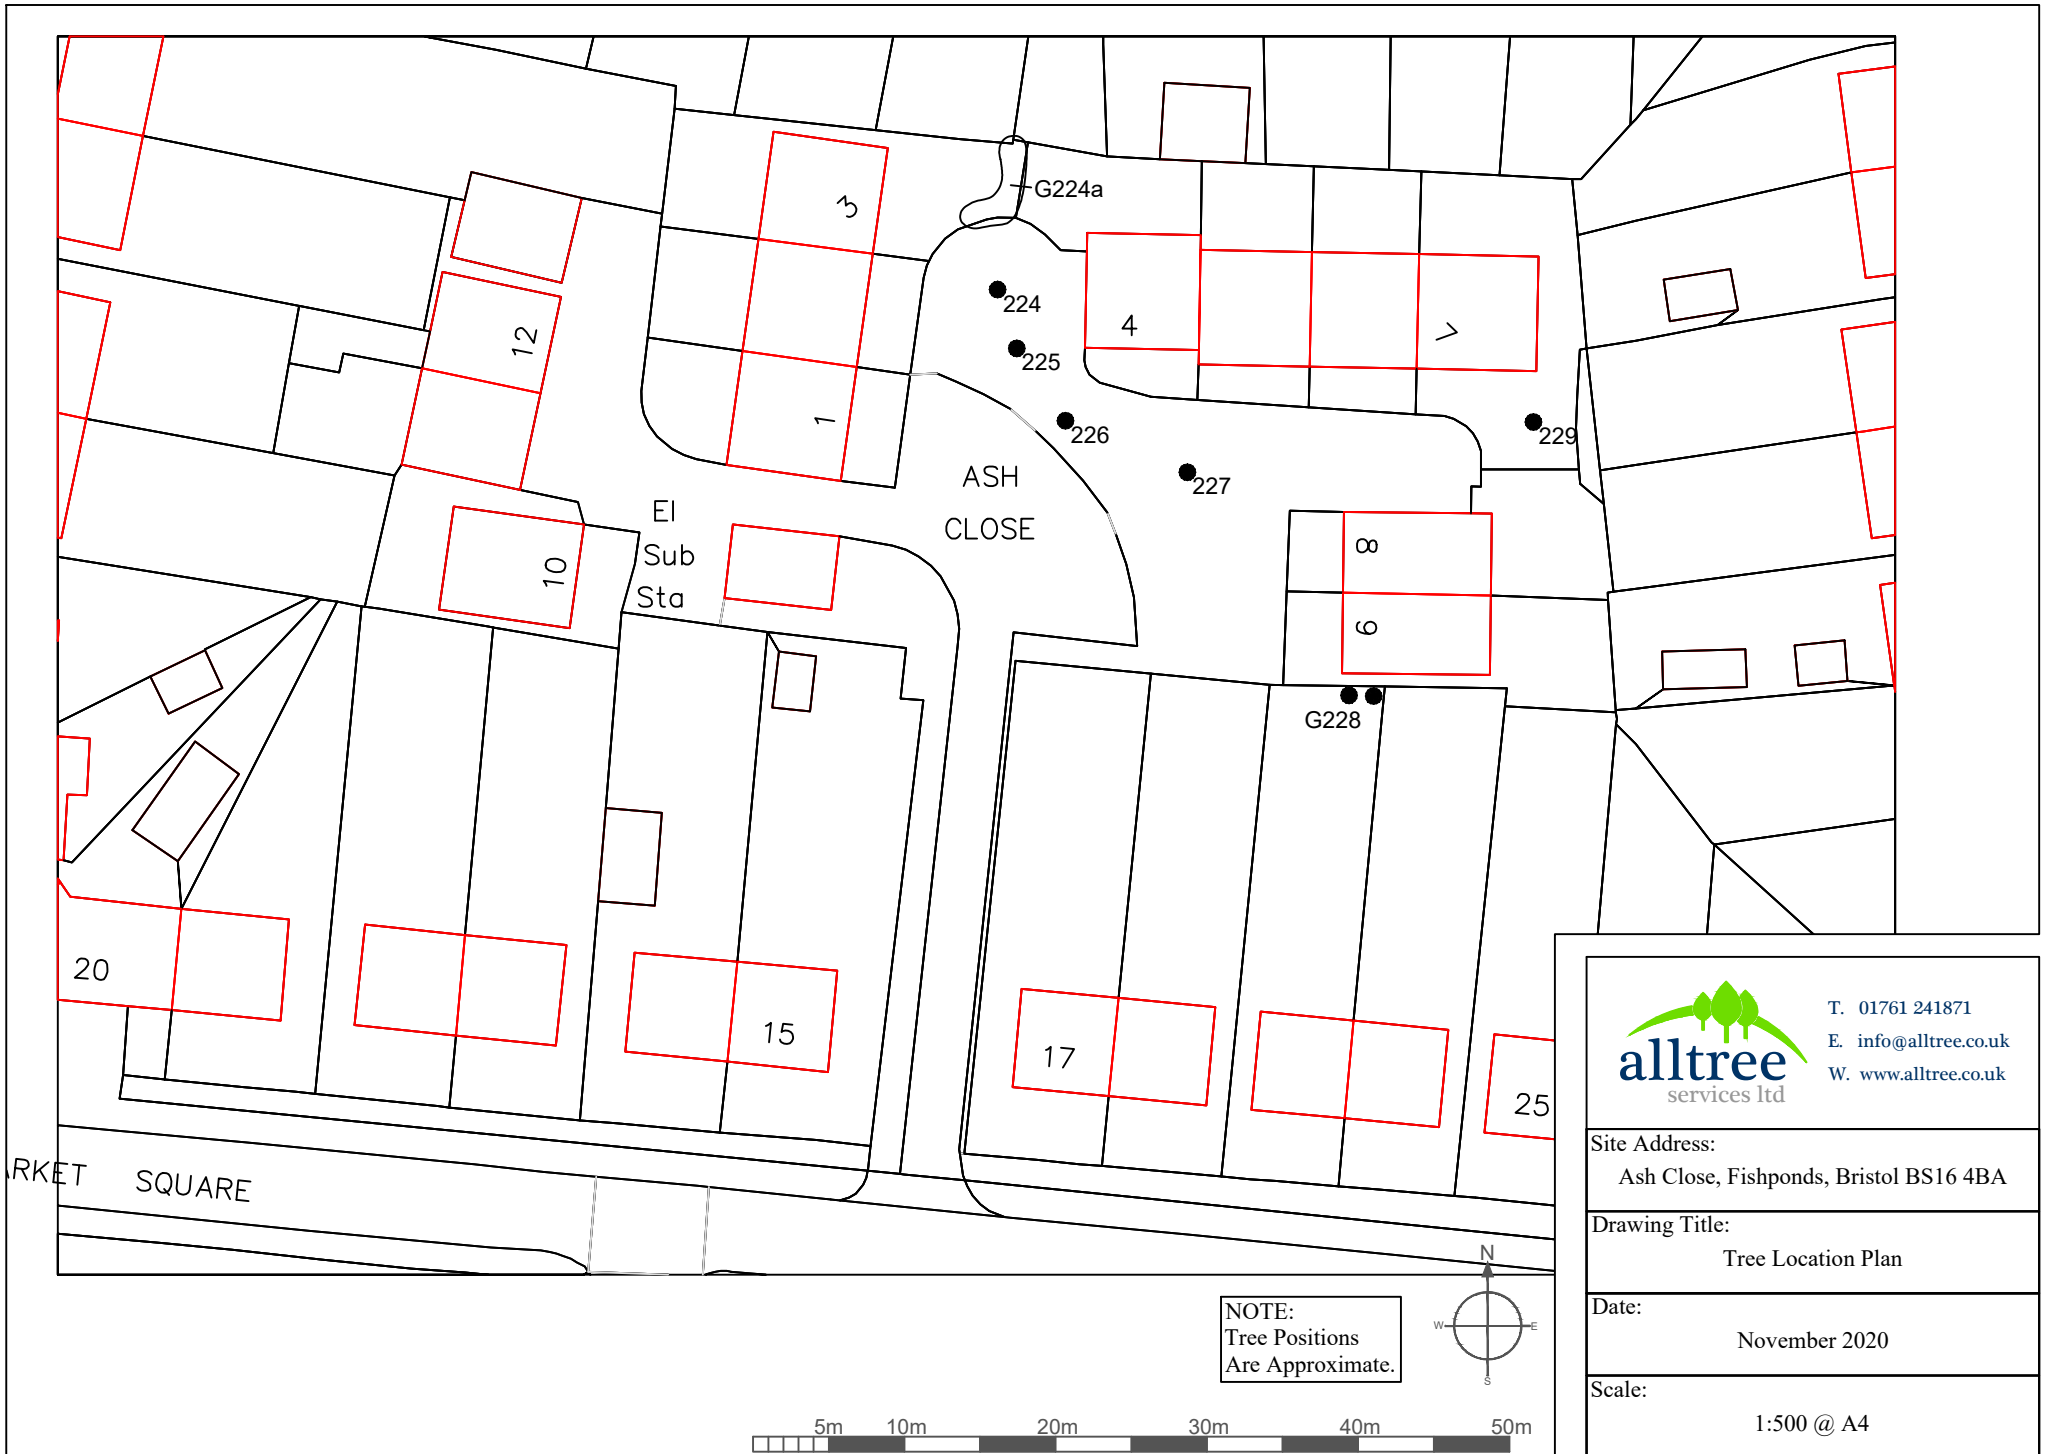 G224a
3
224
4
12
7
225
1
226
229
ASH
227
El
CLOSE
Sub
8
10
Sta
9
G228
20
15
17
25
SQUARE
N
W
E
S
NOTE:
Tree Positions
Are Approximate.
5m 10m 20m 30m 40m 50m
alltree
services ltd
T. 01761 241871
E. info@alltree.co.uk
W. www.alltree.co.uk
Site Address:
Ash Close, Fishponds, Bristol BS16 4BA
Drawing Title:
Tree Location Plan
Date:
November 2020
Scale:
1:500 @ A4